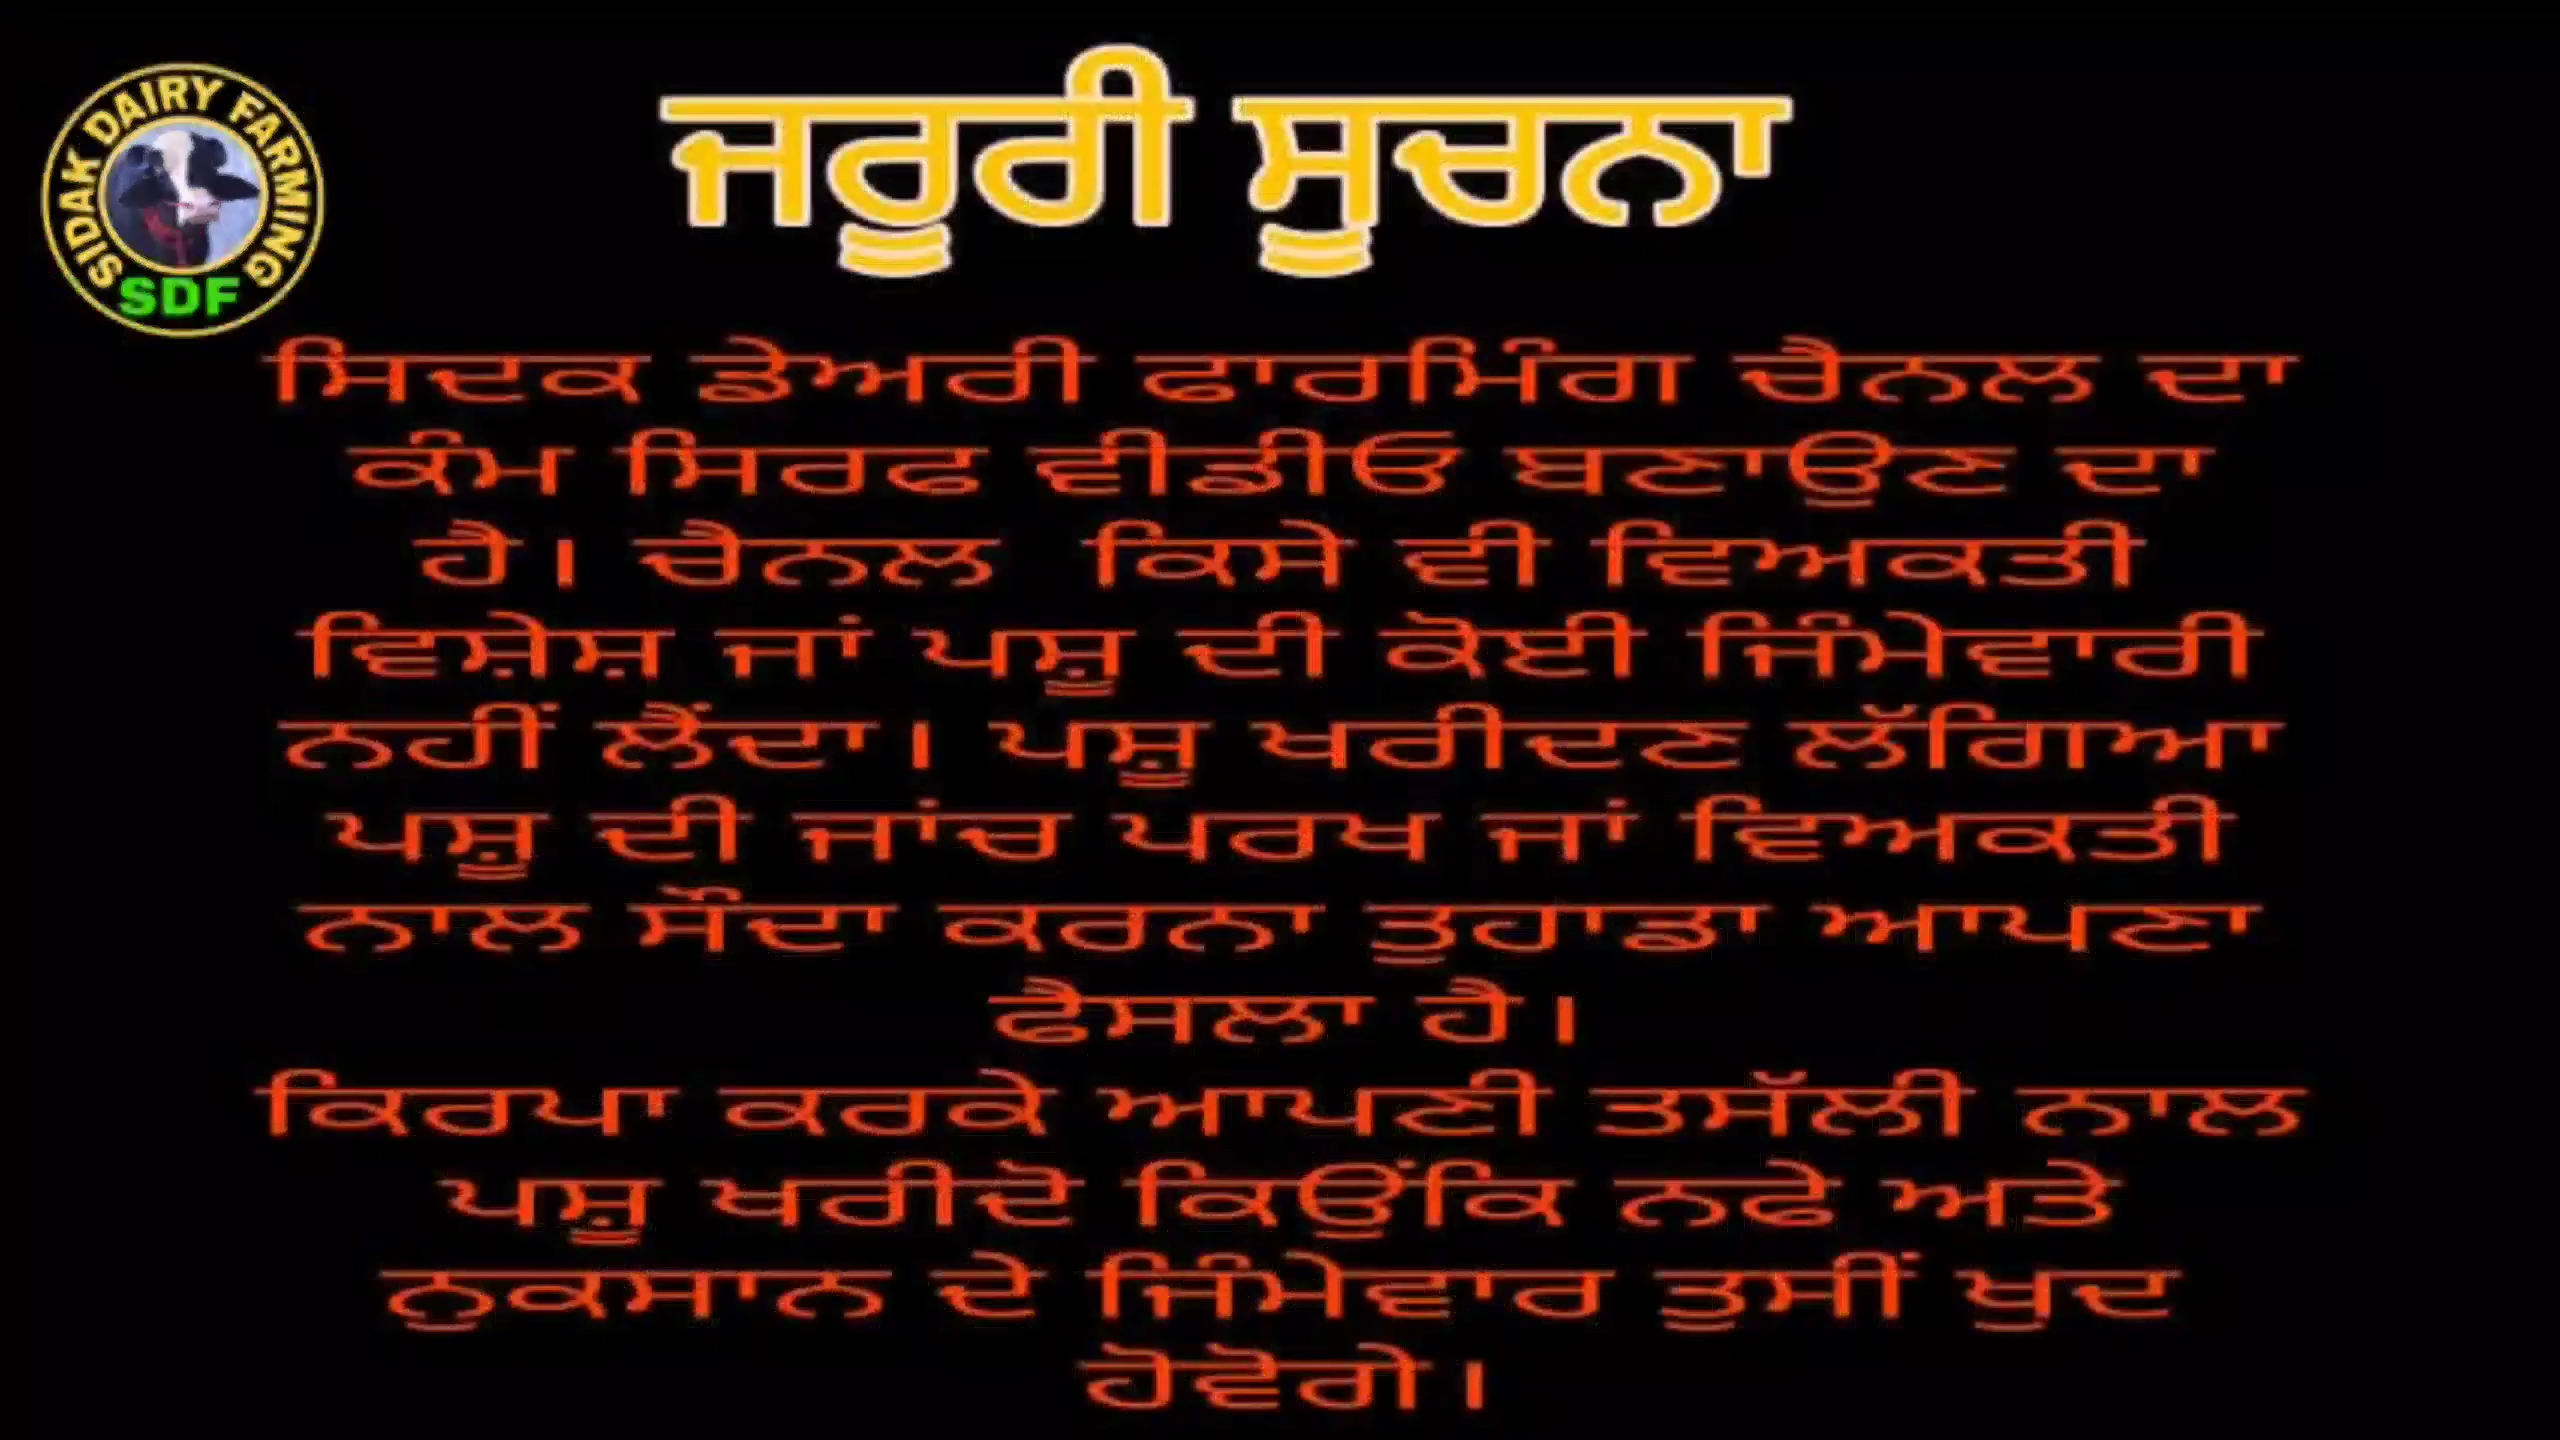 SIDAK DAIRY FARMING
SDF
ਜਰੂਰੀ ਸੂਚਨਾ
ਸਿਦਕ ਡੇਅਰੀ ਫਾਰਮਿੰਗ ਚੈਨਲ ਦਾ
ਕੰਮ ਸਿਰਫ ਵੀਡੀਓ ਬਣਾਉਣ ਦਾ
ਹੈ। ਚੈਨਲ ਕਿਸੇ ਵੀ ਵਿਅਕਤੀ
ਵਿਸ਼ੇਸ਼ ਜਾਂ ਪਸ਼ੂ ਦੀ ਕੋਈ ਜਿੰਮੇਵਾਰੀ
ਨਹੀਂ ਲੈਂਦਾ। ਪਸ਼ੂ ਖਰੀਦਣ ਲੱਗਿਆ
ਪਸ਼ੂ ਦੀ ਜਾਂਚ ਪਰਖ ਜਾਂ ਵਿਅਕਤੀ
ਨਾਲ ਸੌਦਾ ਕਰਨਾ ਤੁਹਾਡਾ ਆਪਣਾ
ਫੈਸਲਾ ਹੈ।
ਕਿਰਪਾ ਕਰਕੇ ਆਪਣੀ ਤਸੱਲੀ ਨਾਲ
ਪਸ਼ੂ ਖਰੀਦੋ ਕਿਉਂਕਿ ਨਫੇ ਅਤੇ
ਨੁਕਸਾਨ ਦੇ ਜਿੰਮੇਵਾਰ ਤੁਸੀਂ ਖੁਦ
ਹੋਵੋਗੇ।